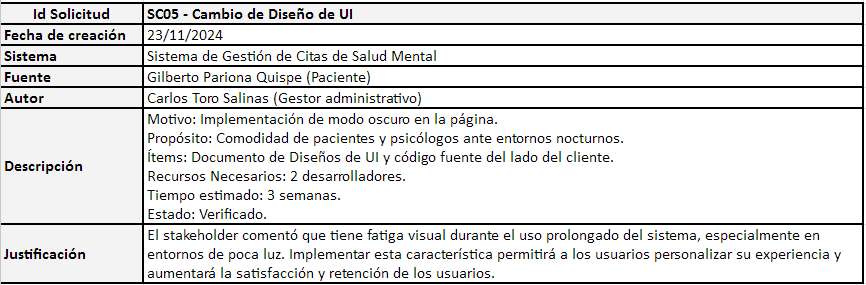 Id Solicitud SC05 - Cambio de Diseño de UI
Fecha de creación 23/11/2024
Sistema Sistema de Gestión de Citas de Salud Mental
Fuente Gilberto Pariona Quispe (Paciente)
Autor Carlos Toro Salinas (Gestor administrativo)
Descripción
Motivo: Implementación de modo oscuro en la página.
Propósito: Comodidad de pacientes y psicólogos ante entornos nocturnos.
Ítems: Documento de Diseños de UI y código fuente del lado del cliente.
Recursos Necesarios: 2 desarrolladores.
Tiempo estimado: 3 semanas.
Estado: Verificado.
Justificación
El stakeholder comentó que tiene fatiga visual durante el uso prolongado del sistema, especialmente en
entornos de poca luz. Implementar esta característica permitirá a los usuarios personalizar su experiencia y
aumentará la satisfacción y retención de los usuarios.